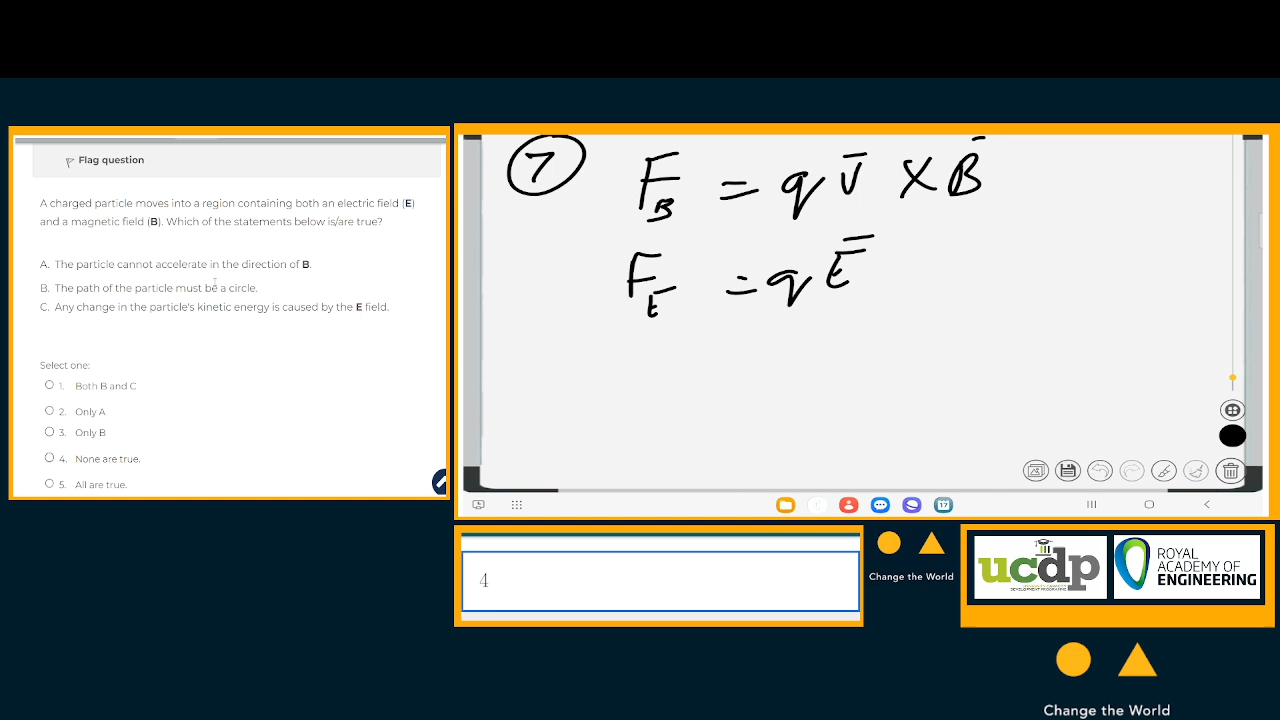 Flag question
A charged particle moves into a region containing both an electric field (E)
and a magnetic field (B). Which of the statements below is/are true?
A. The particle cannot accelerate in the direction of B.
B. The path of the particle must be a circle.
C. Any change in the particle's kinetic energy is caused by the E field.
Select one:
1. Both B and C
2. Only A
3. Only B
4. None are true.
5. All are true.
7 F_B = q v̅ × B̅
F_E = q E̅
17
4
Change the World
ucdp
ROYAL
ACADEMY OF
ENGINEERING
Change the World